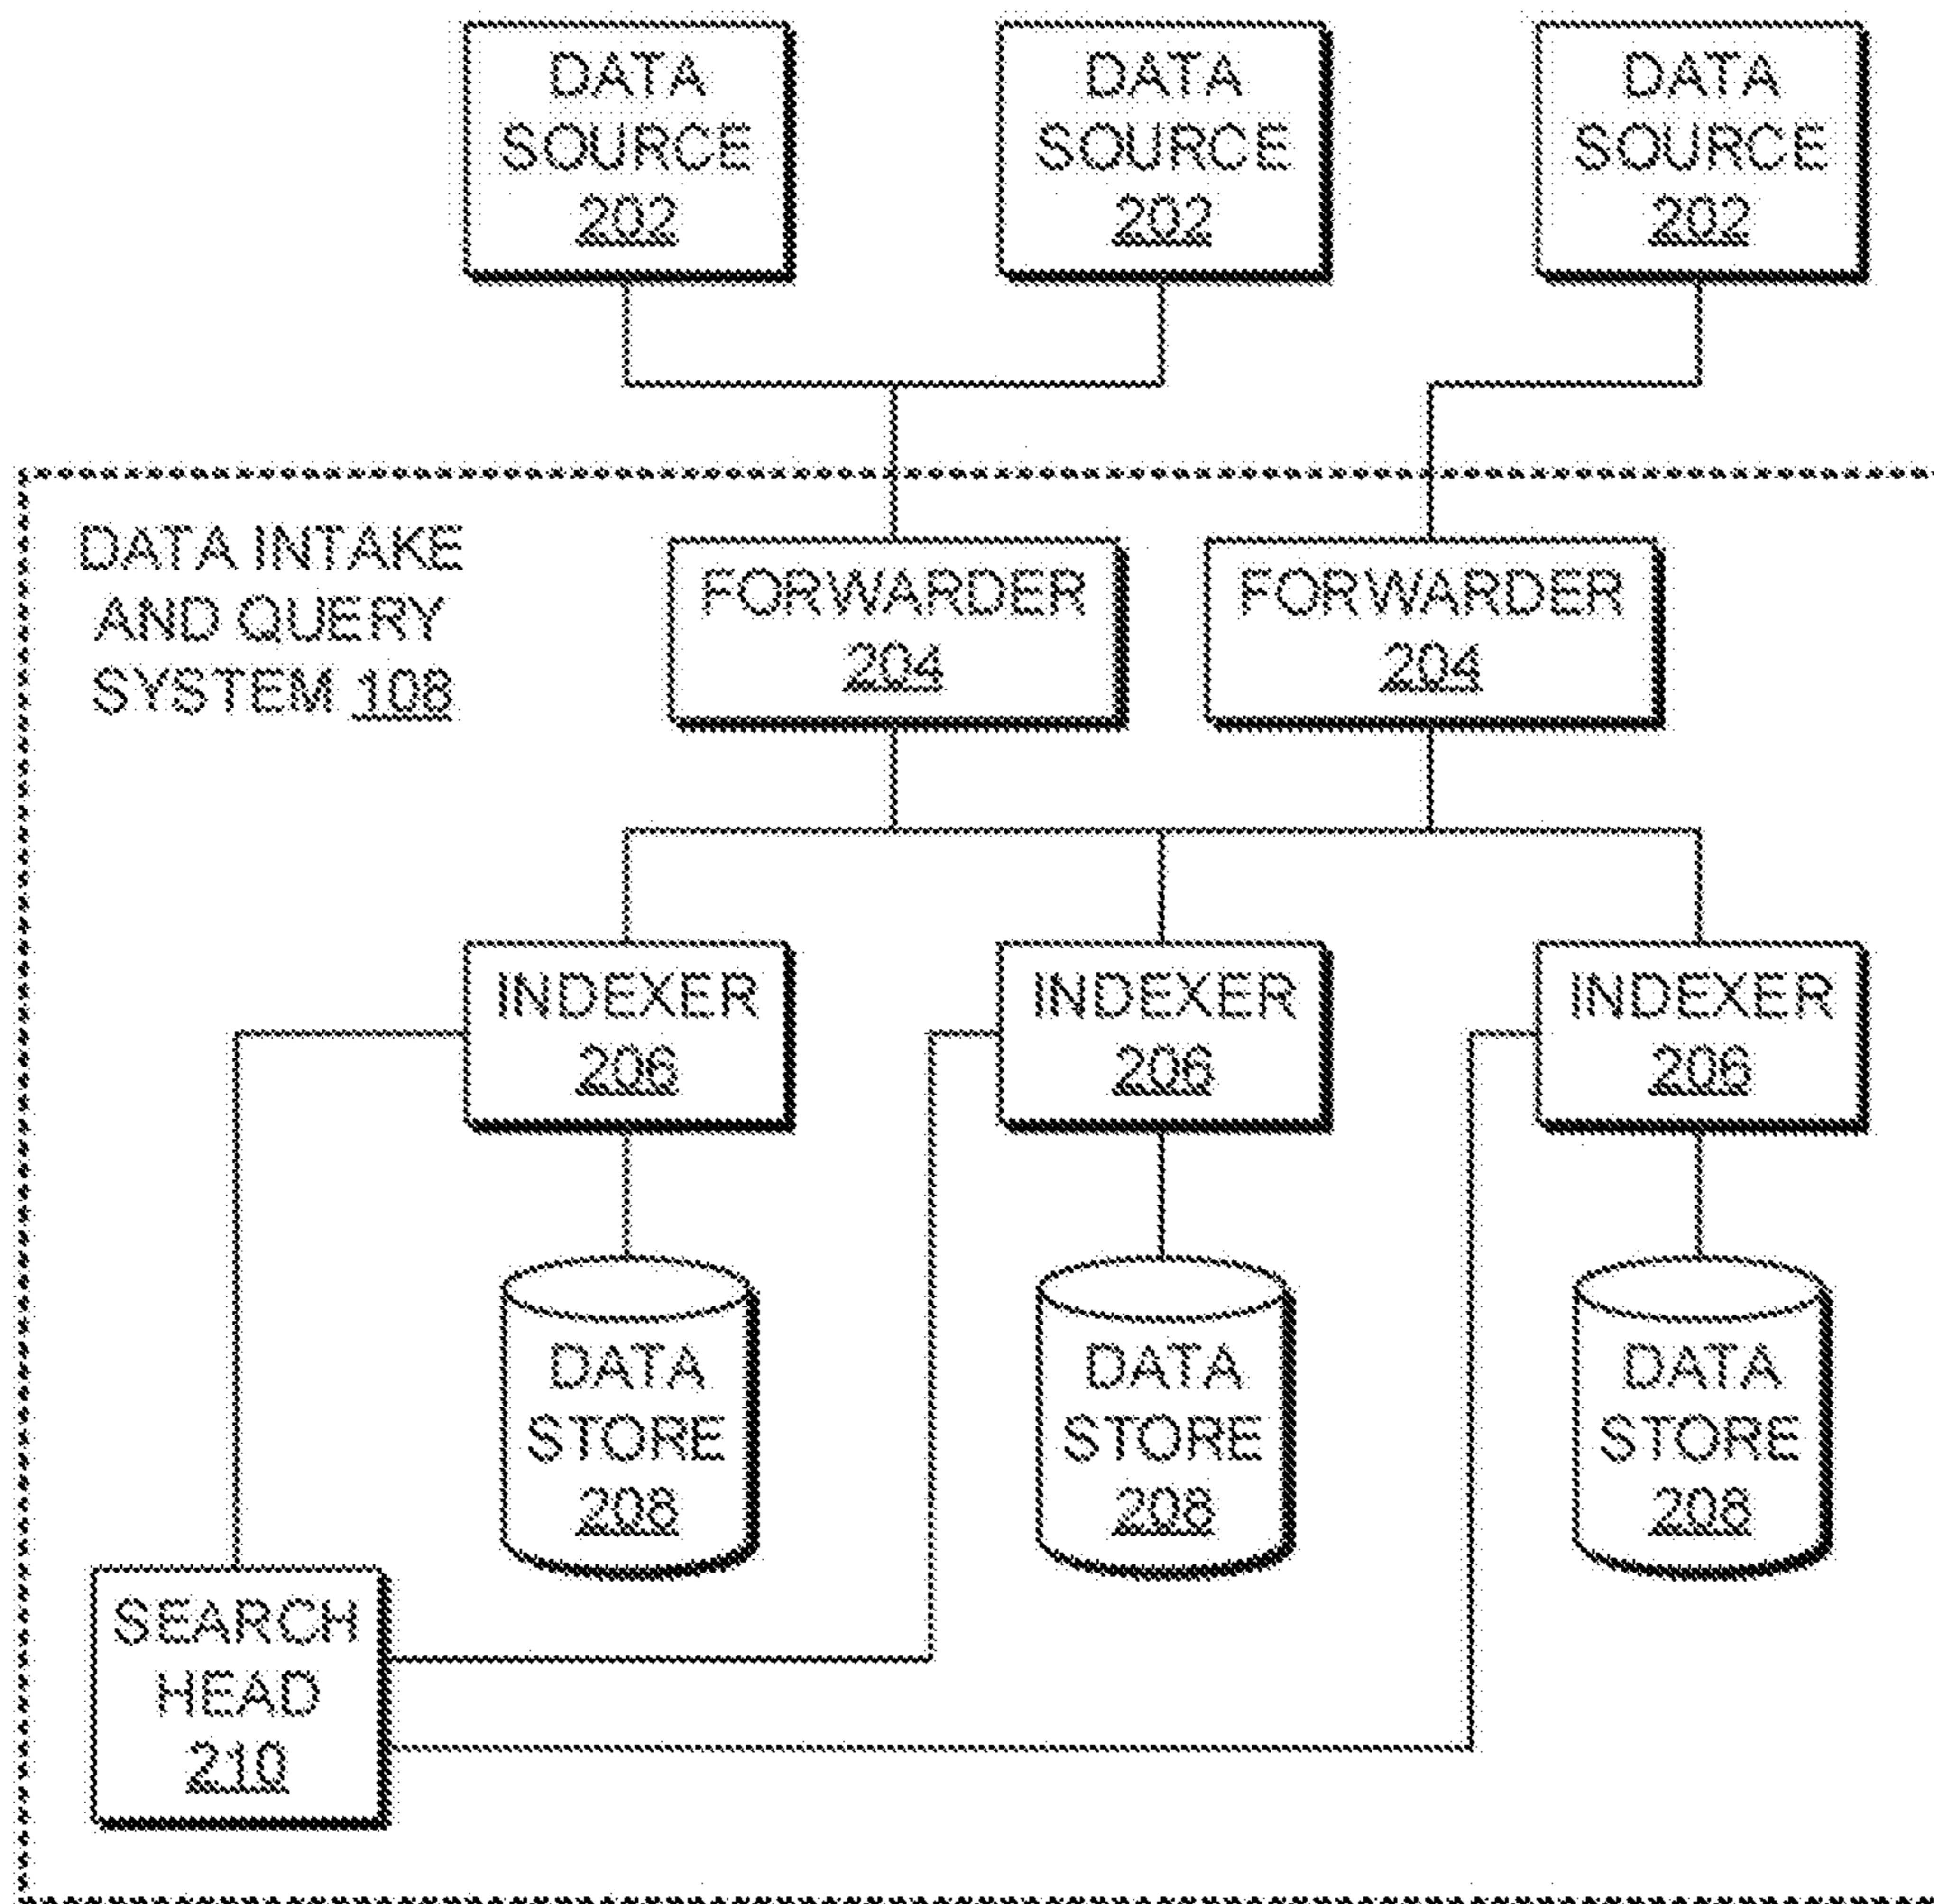 DATA
SOURCE
202
DATA
SOURCE
202
DATA
SOURCE
202
DATA INTAKE
AND QUERY
SYSTEM 108
FORWARDER
204
FORWARDER
204
INDEXER
206
INDEXER
206
INDEXER
206
DATA
STORE
208
DATA
STORE
208
DATA
STORE
208
SEARCH
HEAD
210